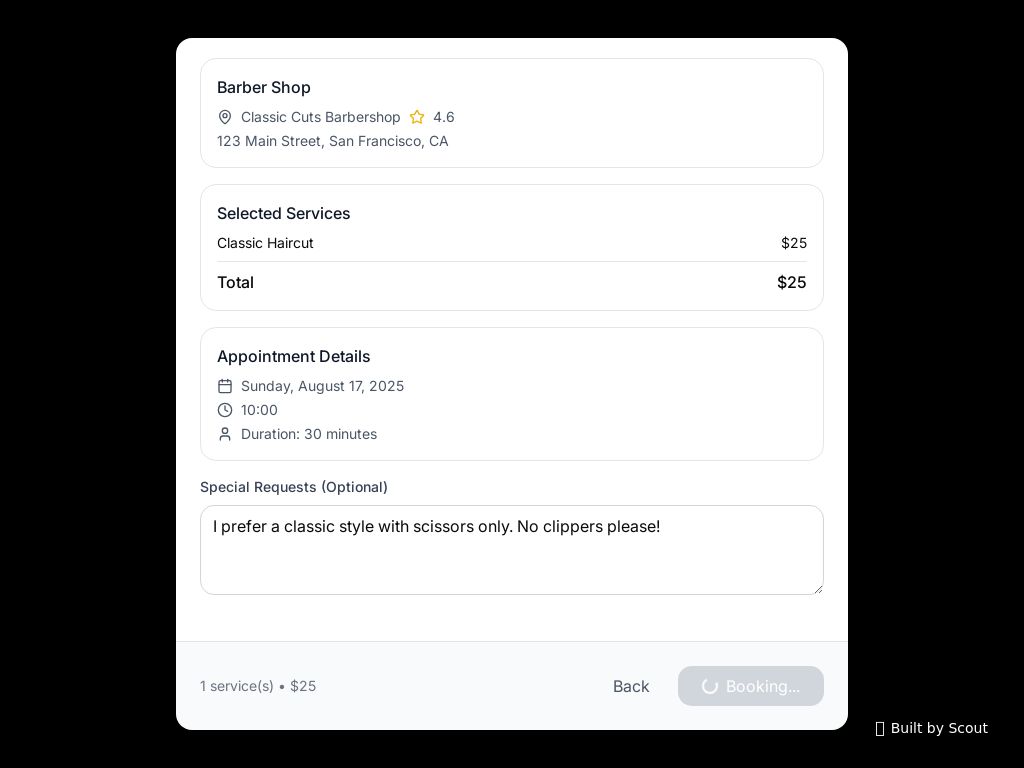 Barber Shop
Classic Cuts Barbershop 4.6
123 Main Street, San Francisco, CA
Selected Services
Classic Haircut $25
Total $25
Appointment Details
Sunday, August 17, 2025
10:00
Duration: 30 minutes
Special Requests (Optional)
I prefer a classic style with scissors only. No clippers please!
1 service(s) • $25 Back Booking...
Built by Scout